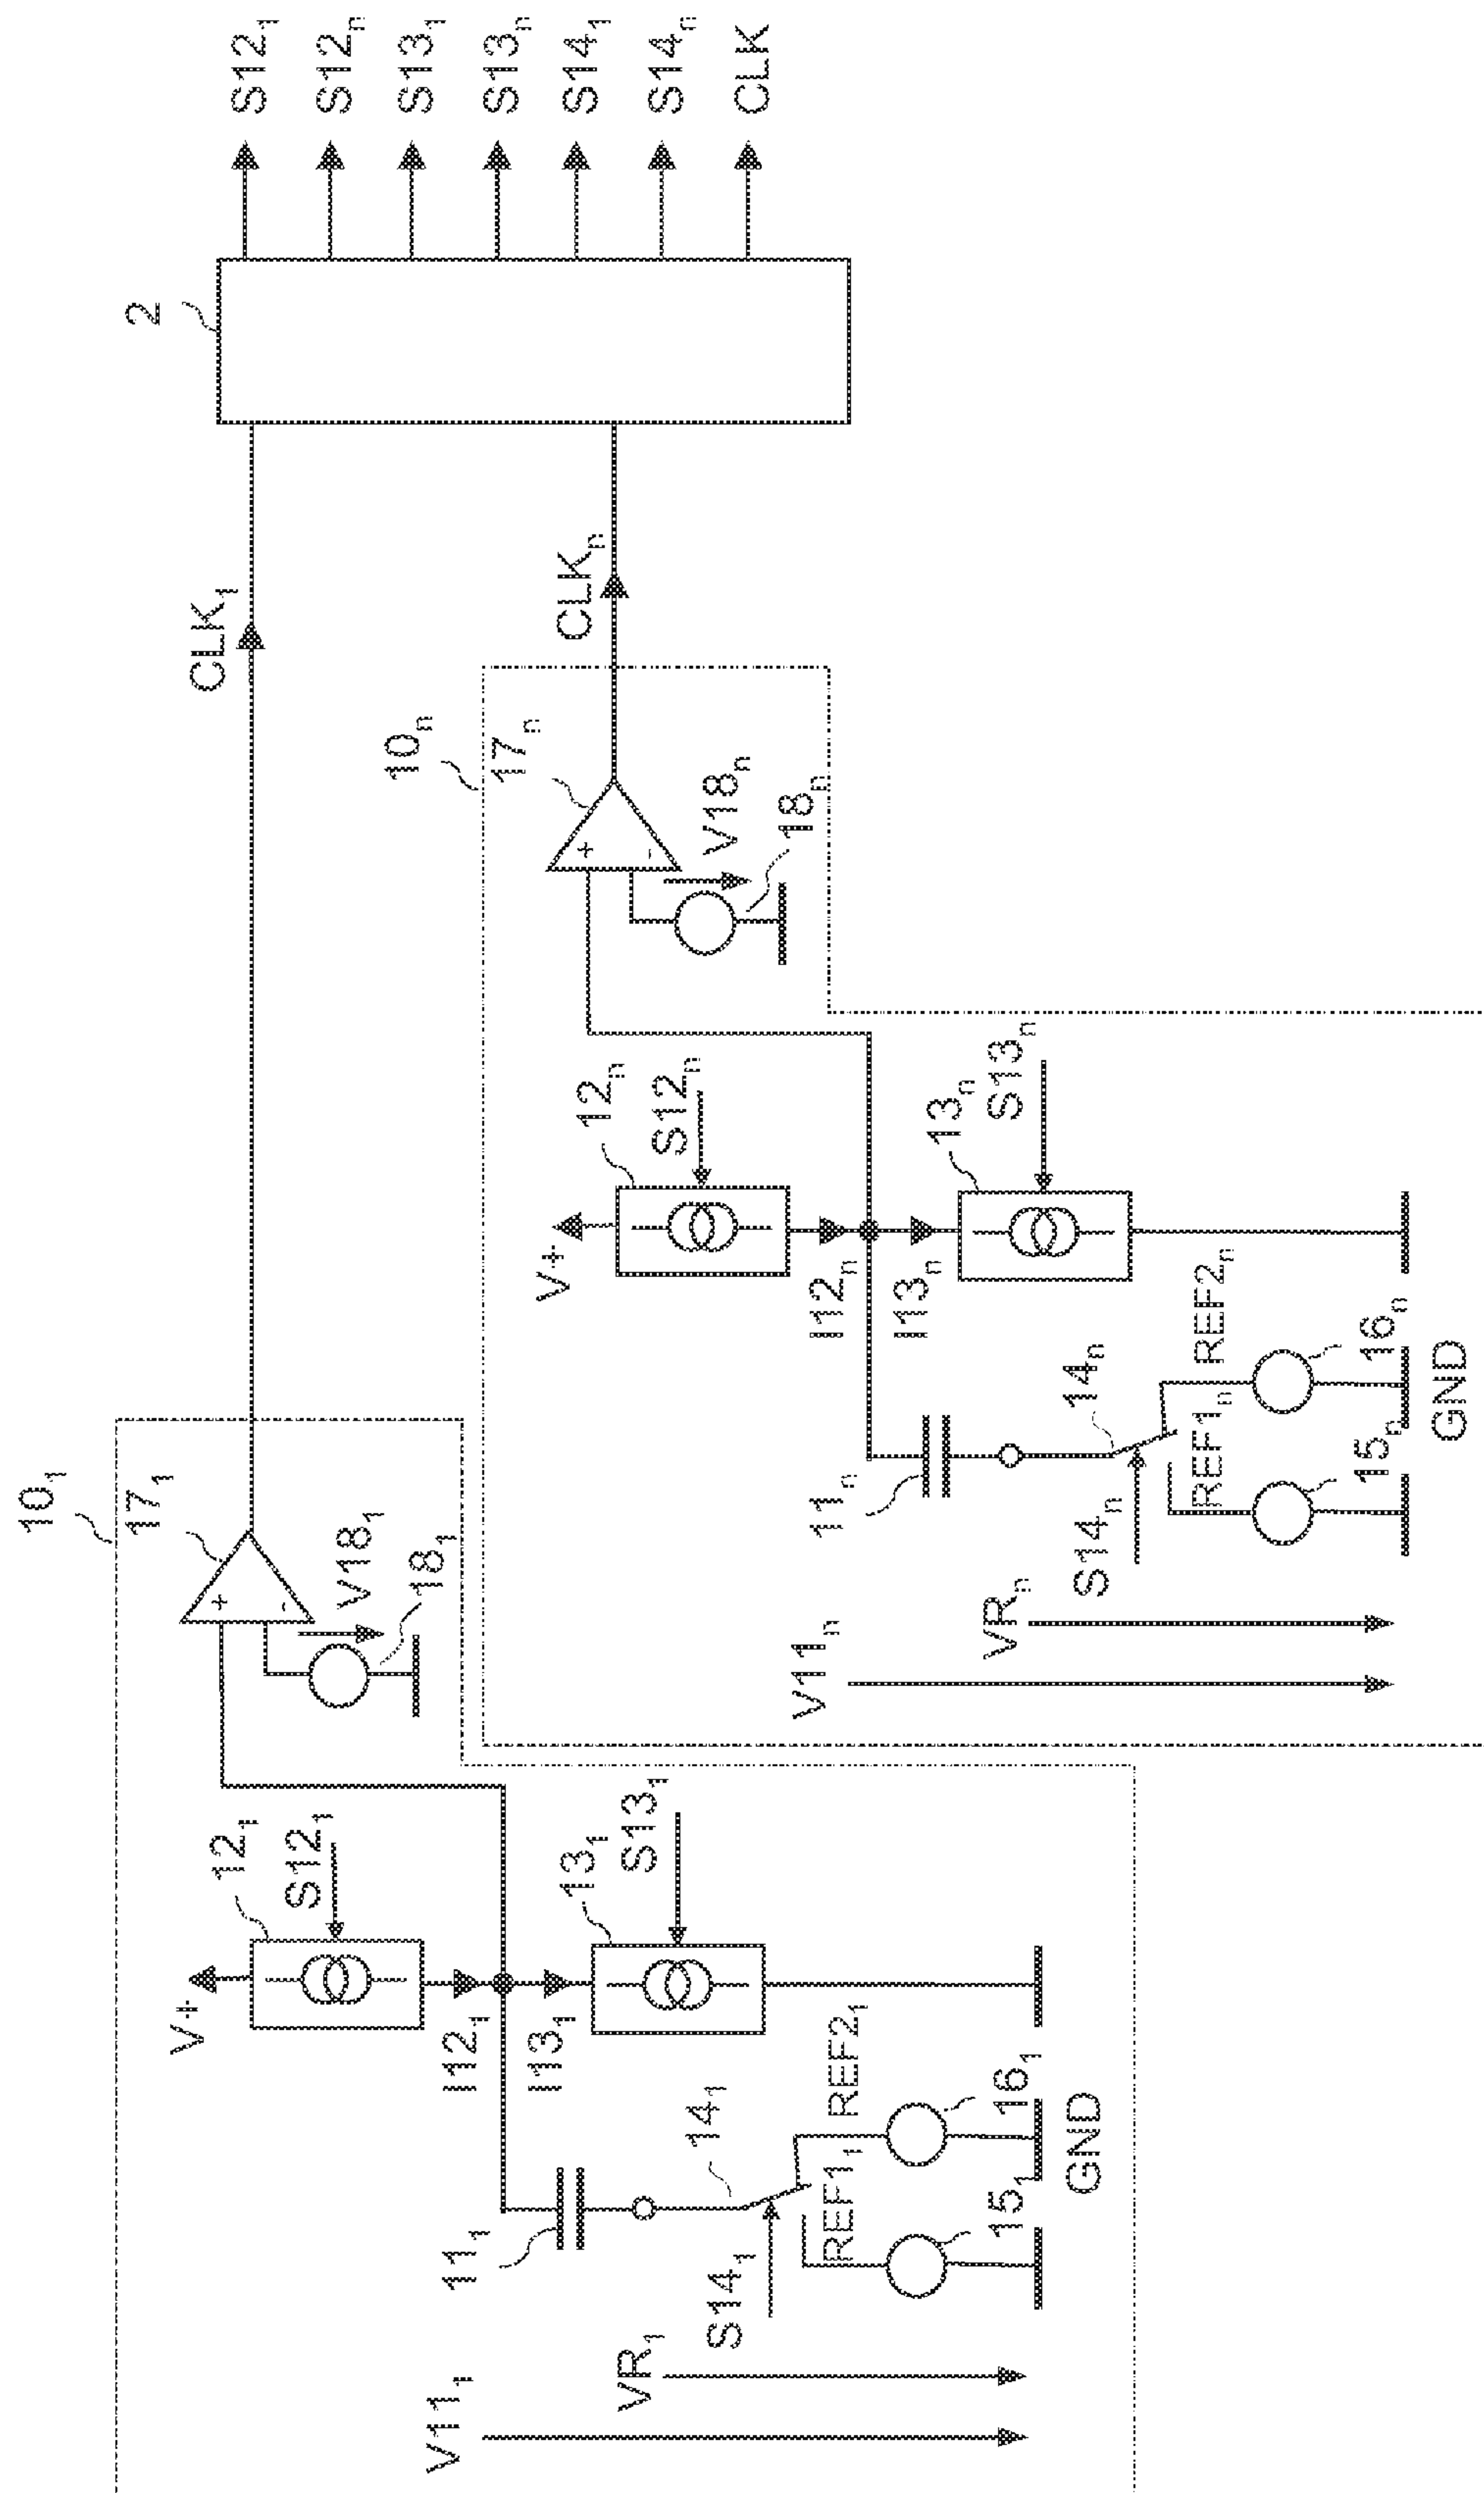 10₁
17₁
V18₁
18₁
V+
12₁
S12₁
I12₁
I13₁
13₁
S13₁
11₁
14₁
S14₁
REF1₁
REF2₁
15₁
16₁
GND
V11₁
VR₁
CLK₁
10ₙ
17ₙ
V18ₙ
18ₙ
V+
12ₙ
S12ₙ
I12ₙ
I13ₙ
13ₙ
S13ₙ
11ₙ
14ₙ
S14ₙ
REF1ₙ
REF2ₙ
15ₙ
16ₙ
GND
V11ₙ
VRₙ
CLKₙ
2
S12₁
S12ₙ
S13₁
S13ₙ
S14₁
S14ₙ
CLK
+
-
+
-